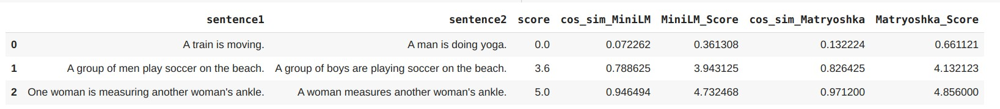 sentence1 sentence2 score cos_sim_MiniLM MiniLM_Score cos_sim_Matryoshka Matryoshka_Score
0 A train is moving. A man is doing yoga. 0.0 0.072262 0.361308 0.132224 0.661121
1 A group of men play soccer on the beach. A group of boys are playing soccer on the beach. 3.6 0.788625 3.943125 0.826425 4.132123
2 One woman is measuring another woman's ankle. A woman measures another woman's ankle. 5.0 0.946494 4.732468 0.971200 4.856000